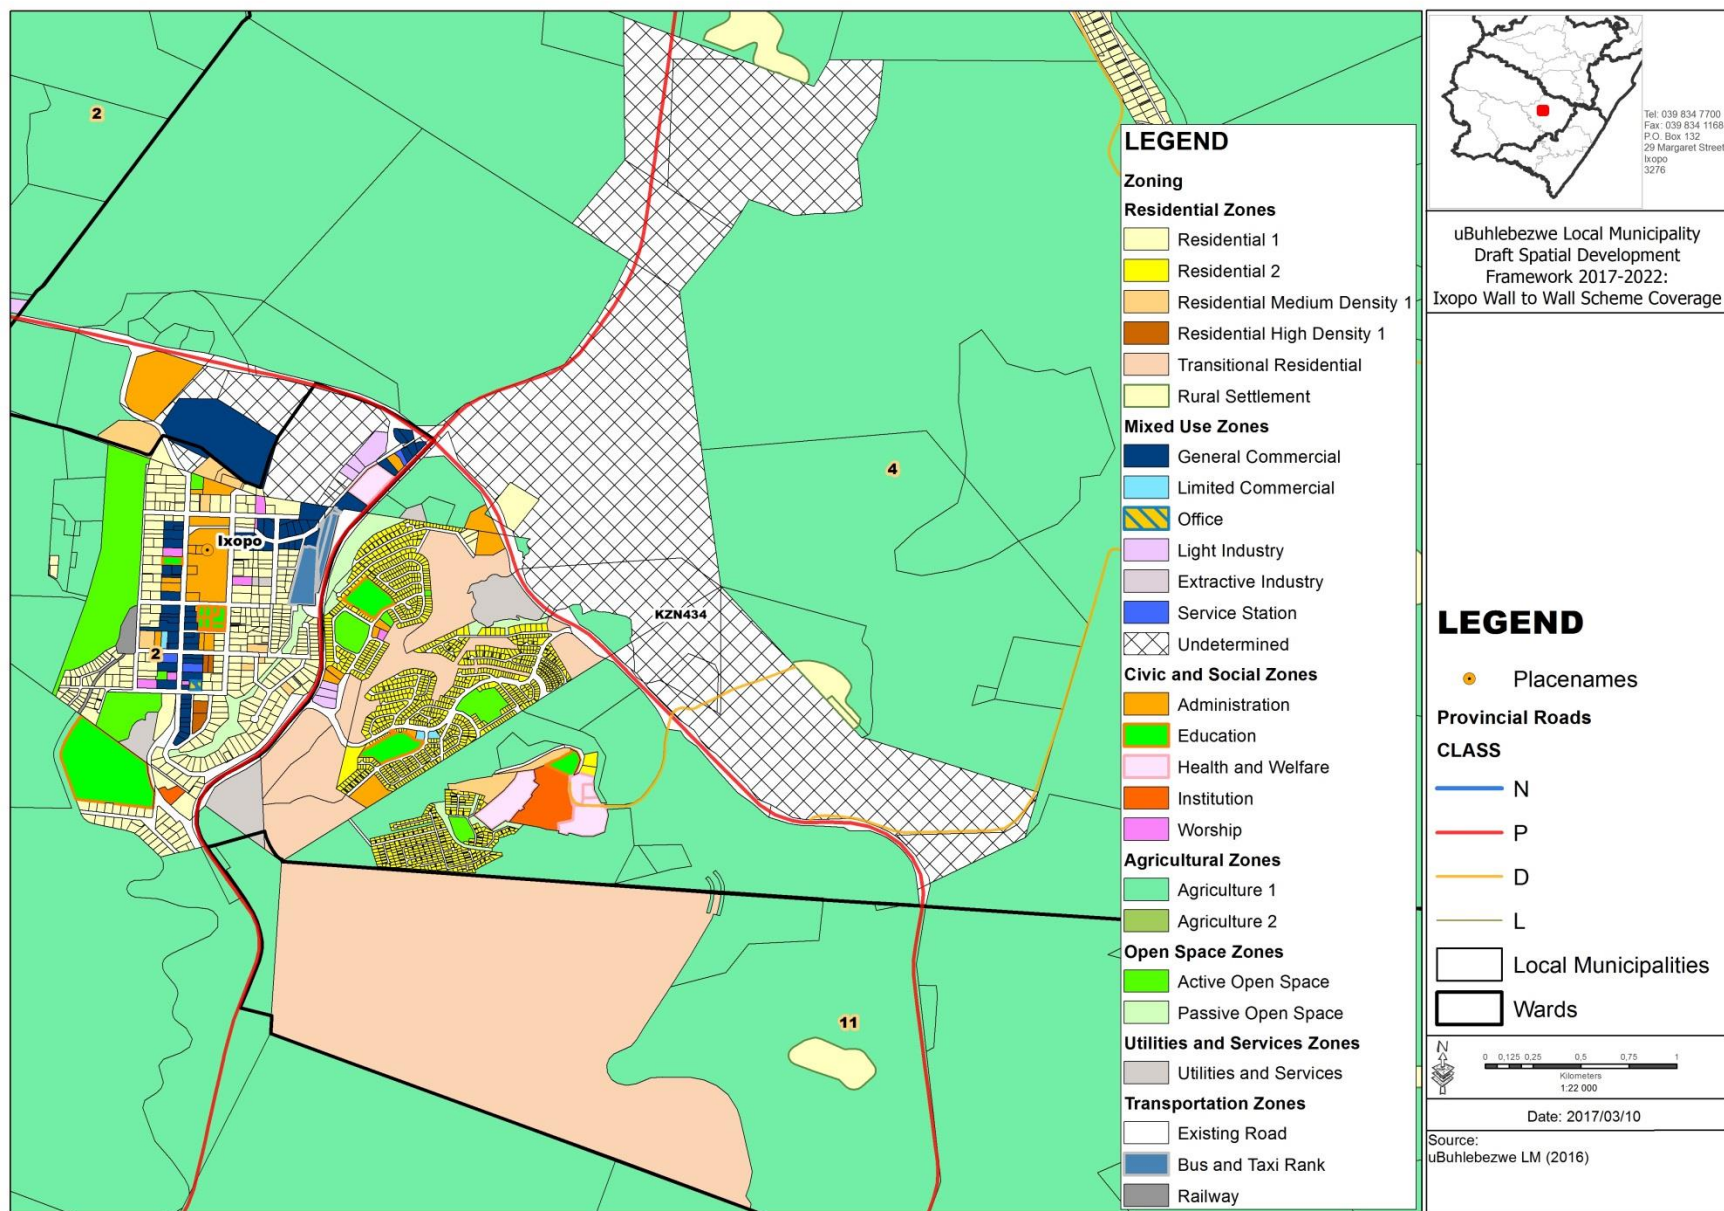 2
4
KZN434
Ixopo
2
11
LEGEND
Zoning
Residential Zones
Residential 1
Residential 2
Residential Medium Density 1
Residential High Density 1
Transitional Residential
Rural Settlement
Mixed Use Zones
General Commercial
Limited Commercial
Office
Light Industry
Extractive Industry
Service Station
Undetermined
Civic and Social Zones
Administration
Education
Health and Welfare
Institution
Worship
Agricultural Zones
Agriculture 1
Agriculture 2
Open Space Zones
Active Open Space
Passive Open Space
Utilities and Services Zones
Utilities and Services
Transportation Zones
Existing Road
Bus and Taxi Rank
Railway
Tel: 039 834 7700
Fax: 039 834 1168
P.O. Box 132
29 Margaret Street
Ixopo
3276
uBuhlebezwe Local Municipality
Draft Spatial Development
Framework 2017-2022:
Ixopo Wall to Wall Scheme Coverage
LEGEND
Placenames
Provincial Roads
CLASS
N
P
D
L
Local Municipalities
Wards
N
0 0,125 0,25 0,5 0,75 1
Kilometers
1:22 000
Date: 2017/03/10
Source:
uBuhlebezwe LM (2016)